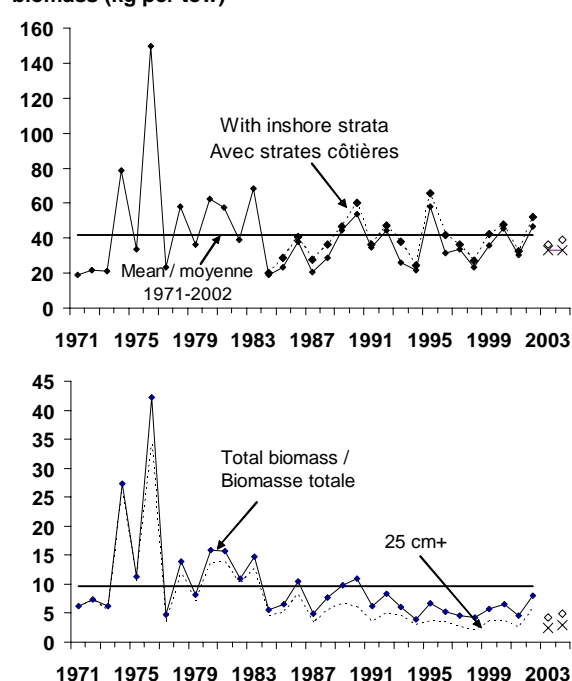 biomass (kg per tow)
160
140
120
100
80
60
40
20
0
With inshore strata
Avec strates côtières
Mean / moyenne
1971-2002
1971 1975 1979 1983 1987 1991 1995 1999 2003
45
40
35
30
25
20
15
10
5
0
Total biomass /
Biomasse totale
25 cm+
1971 1975 1979 1983 1987 1991 1995 1999 2003